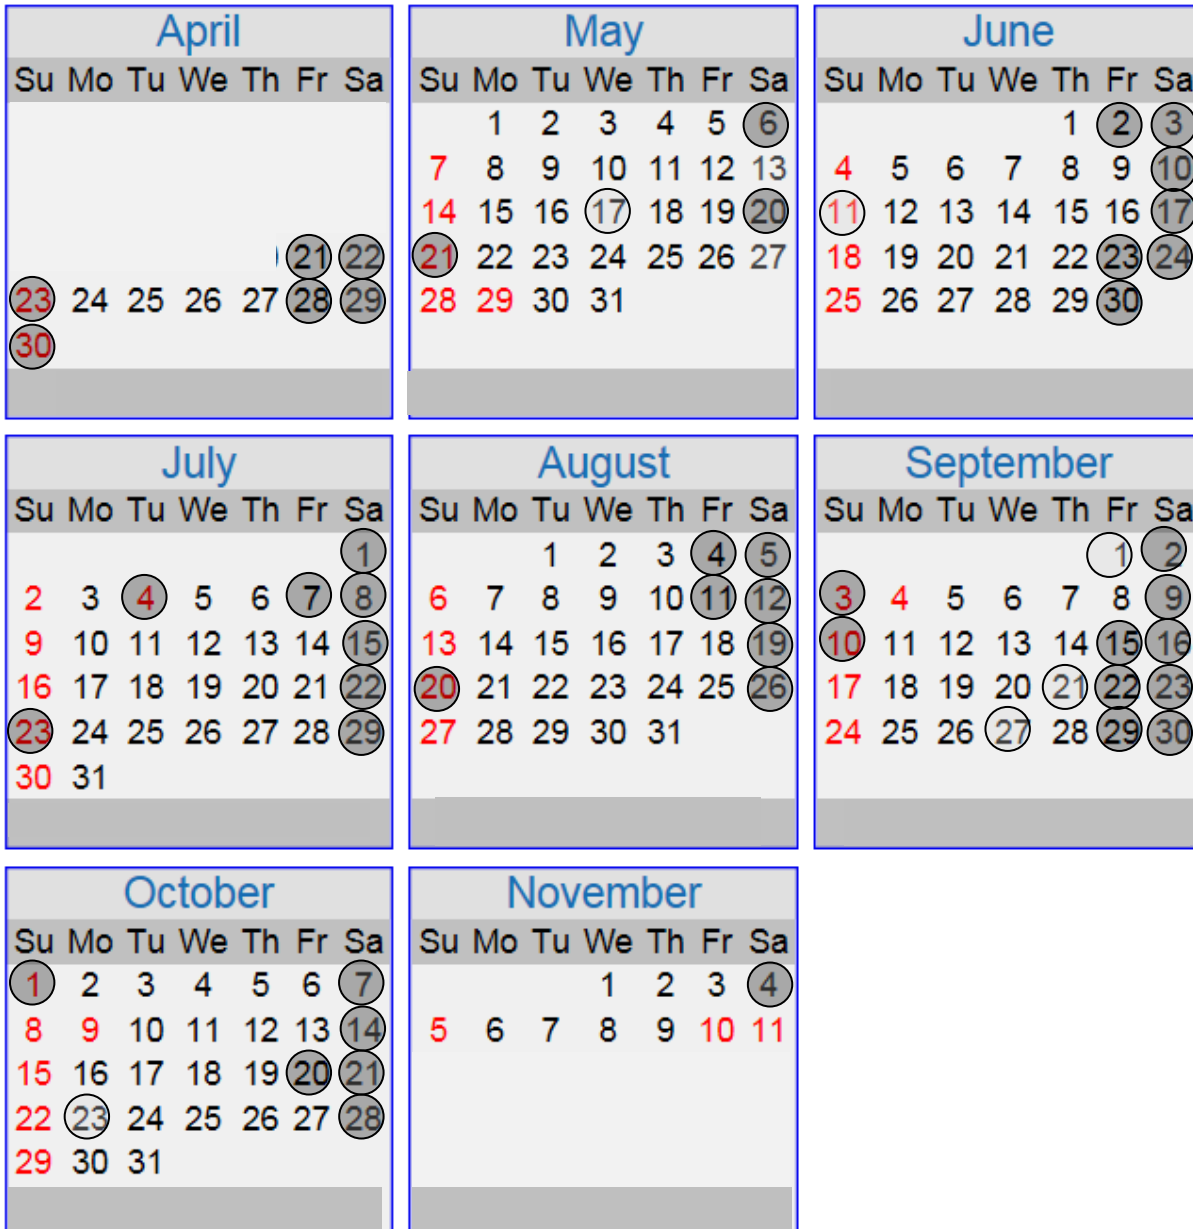 April
Su Mo Tu We Th Fr Sa
21 22
23 24 25 26 27 28 29
30
May
Su Mo Tu We Th Fr Sa
1 2 3 4 5 6
7 8 9 10 11 12 13
14 15 16 17 18 19 20
21 22 23 24 25 26 27
28 29 30 31
June
Su Mo Tu We Th Fr Sa
1 2 3
4 5 6 7 8 9 10
11 12 13 14 15 16 17
18 19 20 21 22 23 24
25 26 27 28 29 30
July
Su Mo Tu We Th Fr Sa
1
2 3 4 5 6 7 8
9 10 11 12 13 14 15
16 17 18 19 20 21 22
23 24 25 26 27 28 29
30 31
August
Su Mo Tu We Th Fr Sa
1 2 3 4 5
6 7 8 9 10 11 12
13 14 15 16 17 18 19
20 21 22 23 24 25 26
27 28 29 30 31
September
Su Mo Tu We Th Fr Sa
1 2
3 4 5 6 7 8 9
10 11 12 13 14 15 16
17 18 19 20 21 22 23
24 25 26 27 28 29 30
October
Su Mo Tu We Th Fr Sa
1 2 3 4 5 6 7
8 9 10 11 12 13 14
15 16 17 18 19 20 21
22 23 24 25 26 27 28
29 30 31
November
Su Mo Tu We Th Fr Sa
1 2 3 4
5 6 7 8 9 10 11